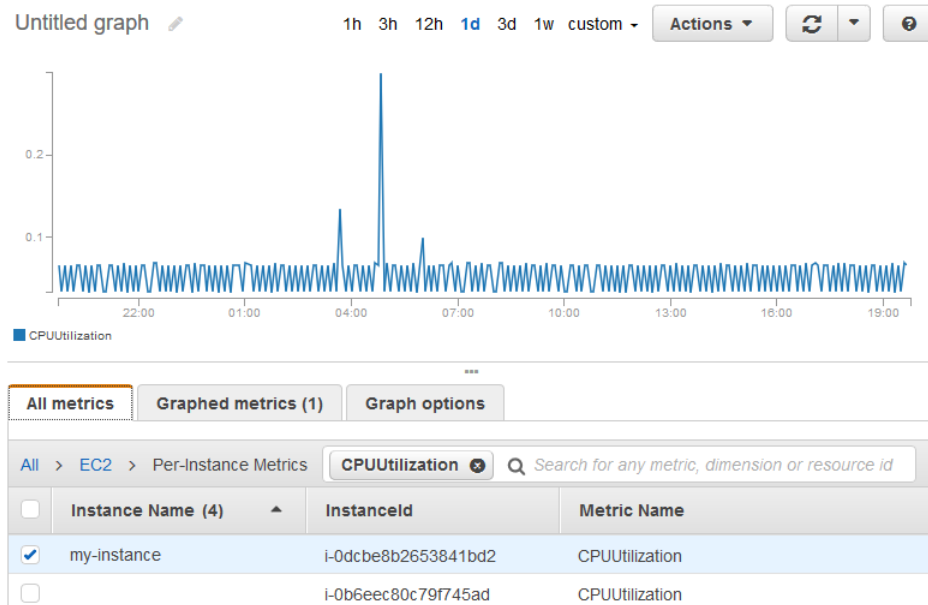 Untitled graph 1h 3h 12h 1d 3d 1w custom Actions
0.2
0.1
22:00 01:00 04:00 07:00 10:00 13:00 16:00 19:00
CPUUtilization
All metrics Graphed metrics (1) Graph options
All > EC2 > Per-Instance Metrics CPUUtilization Search for any metric, dimension or resource id
Instance Name (4) InstanceId Metric Name
my-instance i-0dcbe8b2653841bd2 CPUUtilization
i-0b6eec80c79f745ad CPUUtilization